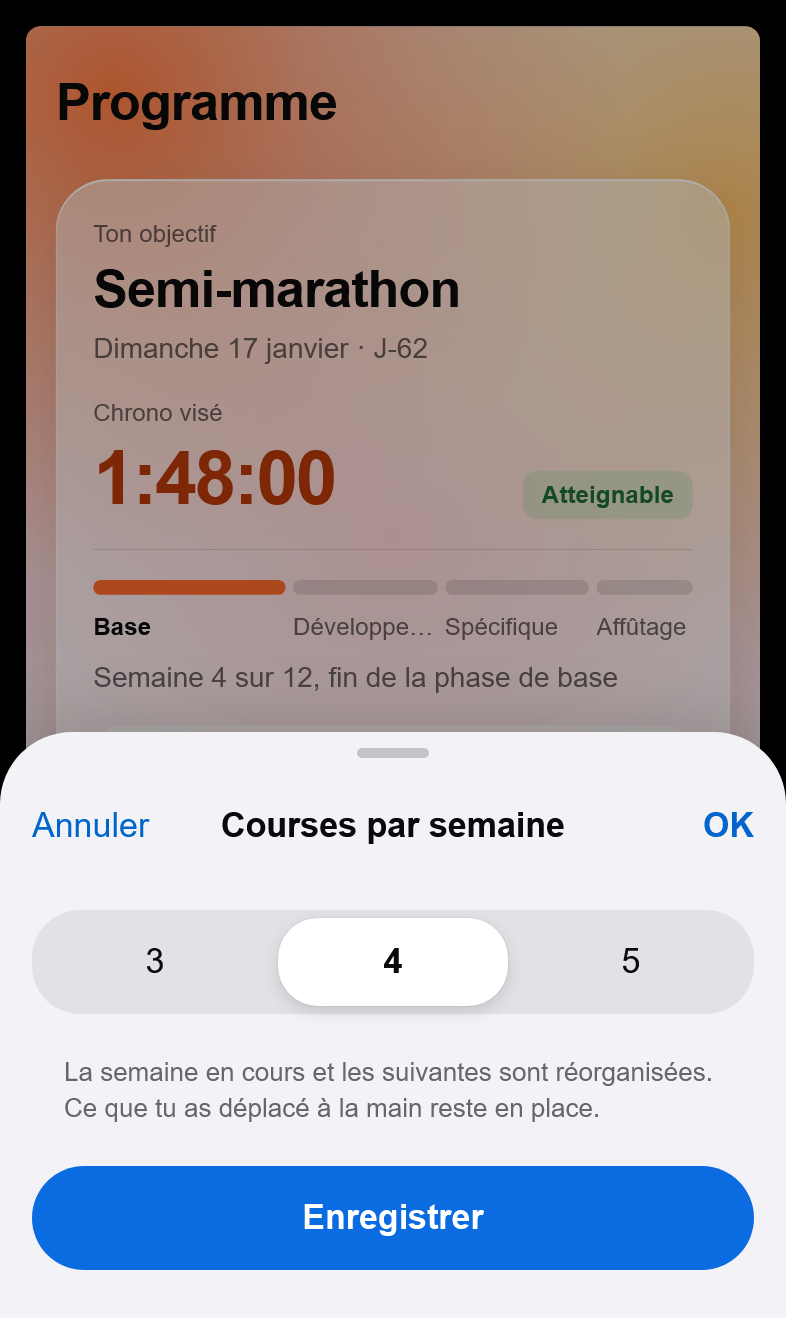 Programme
Ton objectif
Semi-marathon
Dimanche 17 janvier · J-62
Chrono visé
1:48:00
Atteignable
Base
Développe…
Spécifique
Affûtage
Semaine 4 sur 12, fin de la phase de base
Annuler
Courses par semaine
OK
3
4
5
La semaine en cours et les suivantes sont réorganisées.
Ce que tu as déplacé à la main reste en place.
Enregistrer